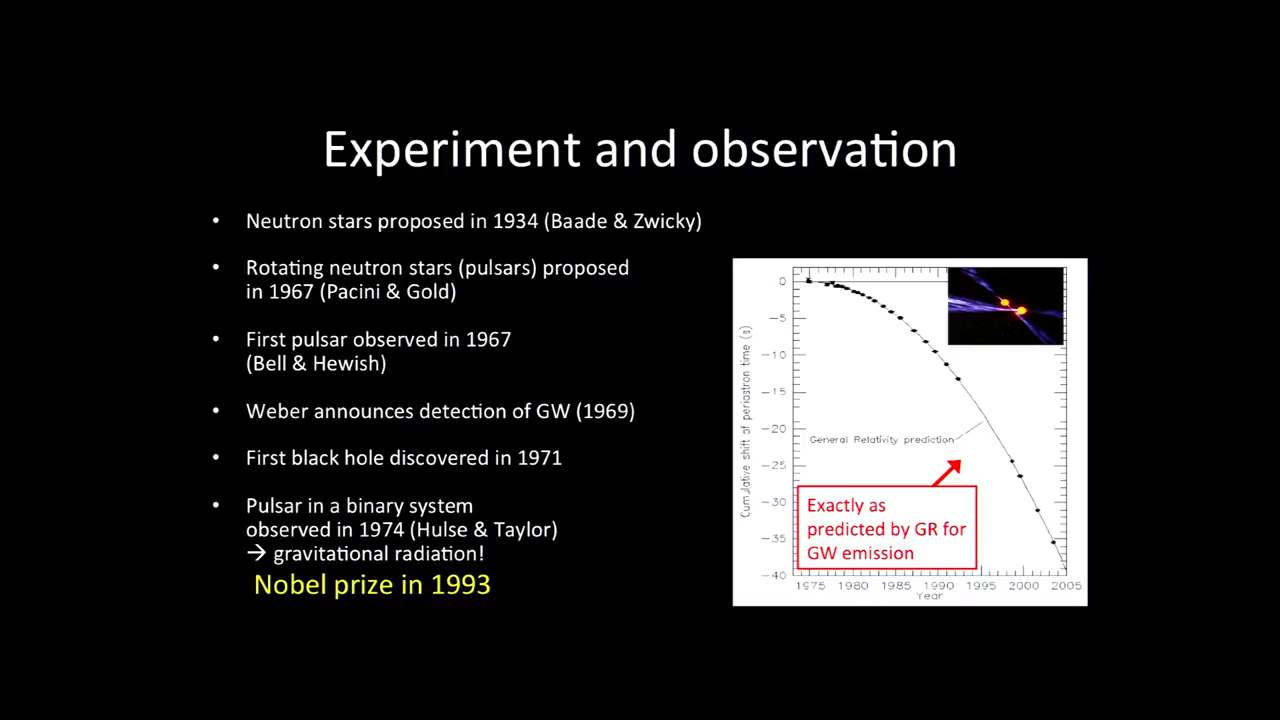 Experiment and observation
• Neutron stars proposed in 1934 (Baade & Zwicky)
• Rotating neutron stars (pulsars) proposed
in 1967 (Pacini & Gold)
• First pulsar observed in 1967
(Bell & Hewish)
• Weber announces detection of GW (1969)
• First black hole discovered in 1971
• Pulsar in a binary system
observed in 1974 (Hulse & Taylor)
→ gravitational radiation!
Nobel prize in 1993
Cumulative shift of periastron time (s)
0
−5
−10
−15
−20
−25
−30
−35
−40
General Relativity prediction
Exactly as
predicted by GR for
GW emission
1975 1980 1985 1990 1995 2000 2005
Year